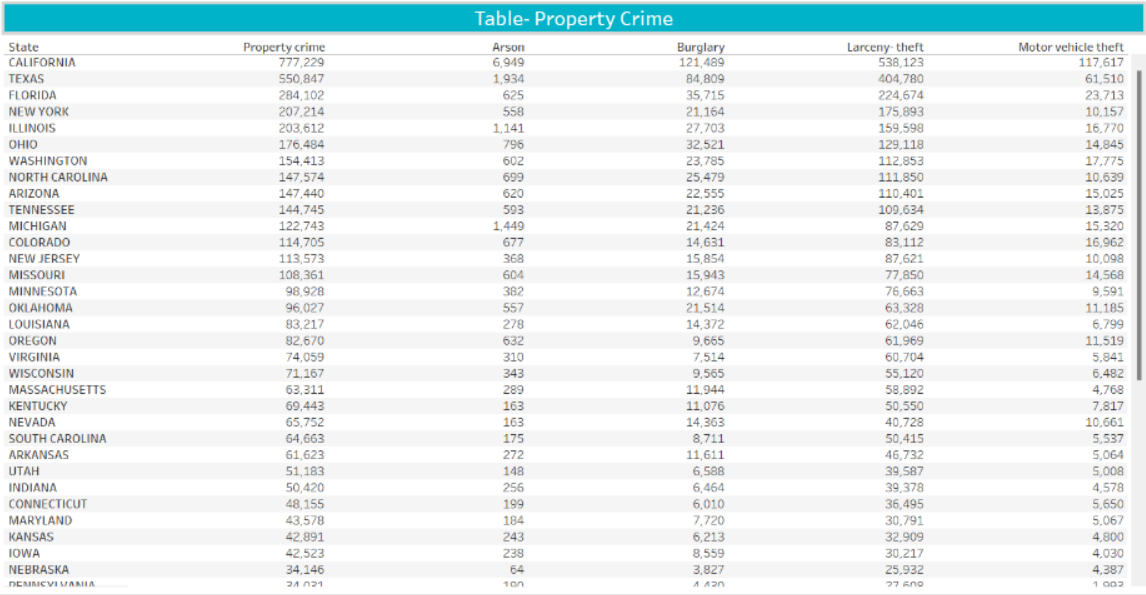 Table- Property Crime
State Property crime Arson Burglary Larceny- theft Motor vehicle theft
CALIFORNIA 777,229 6,949 121,489 538,123 117,617
TEXAS 550,847 1,934 84,809 404,780 61,510
FLORIDA 284,102 625 35,715 224,674 23,713
NEW YORK 207,214 558 21,164 175,893 10,157
ILLINOIS 203,612 1,141 27,703 159,598 16,770
OHIO 176,484 796 32,521 129,118 14,845
WASHINGTON 154,413 602 23,785 112,853 17,775
NORTH CAROLINA 147,574 699 25,479 111,850 10,639
ARIZONA 147,440 620 22,555 110,401 15,025
TENNESSEE 144,745 593 21,236 109,634 13,875
MICHIGAN 122,743 1,449 21,424 87,629 15,320
COLORADO 114,705 677 14,631 83,112 16,962
NEW JERSEY 113,573 368 15,854 87,621 10,098
MISSOURI 108,361 604 15,943 77,850 14,568
MINNESOTA 98,928 382 12,674 76,663 9,591
OKLAHOMA 96,027 557 21,514 63,328 11,185
LOUISIANA 83,217 278 14,372 62,046 6,799
OREGON 82,670 632 9,665 61,969 11,519
VIRGINIA 74,059 310 7,514 60,704 5,841
WISCONSIN 71,167 343 9,565 55,120 6,482
MASSACHUSETTS 63,311 289 11,944 58,892 4,768
KENTUCKY 69,443 163 11,076 50,550 7,817
NEVADA 65,752 163 14,363 40,728 10,661
SOUTH CAROLINA 64,663 175 8,711 50,415 5,537
ARKANSAS 61,623 272 11,611 46,732 5,064
UTAH 51,183 148 6,588 39,587 5,008
INDIANA 50,420 256 6,464 39,378 4,578
CONNECTICUT 48,155 199 6,010 36,495 5,650
MARYLAND 43,578 184 7,720 30,791 5,067
KANSAS 42,891 243 6,213 32,909 4,800
IOWA 42,523 238 8,559 30,217 4,030
NEBRASKA 34,146 64 3,827 25,932 4,387
PENNSYLVANIA 34,031 190 4,430 27,608 1,993